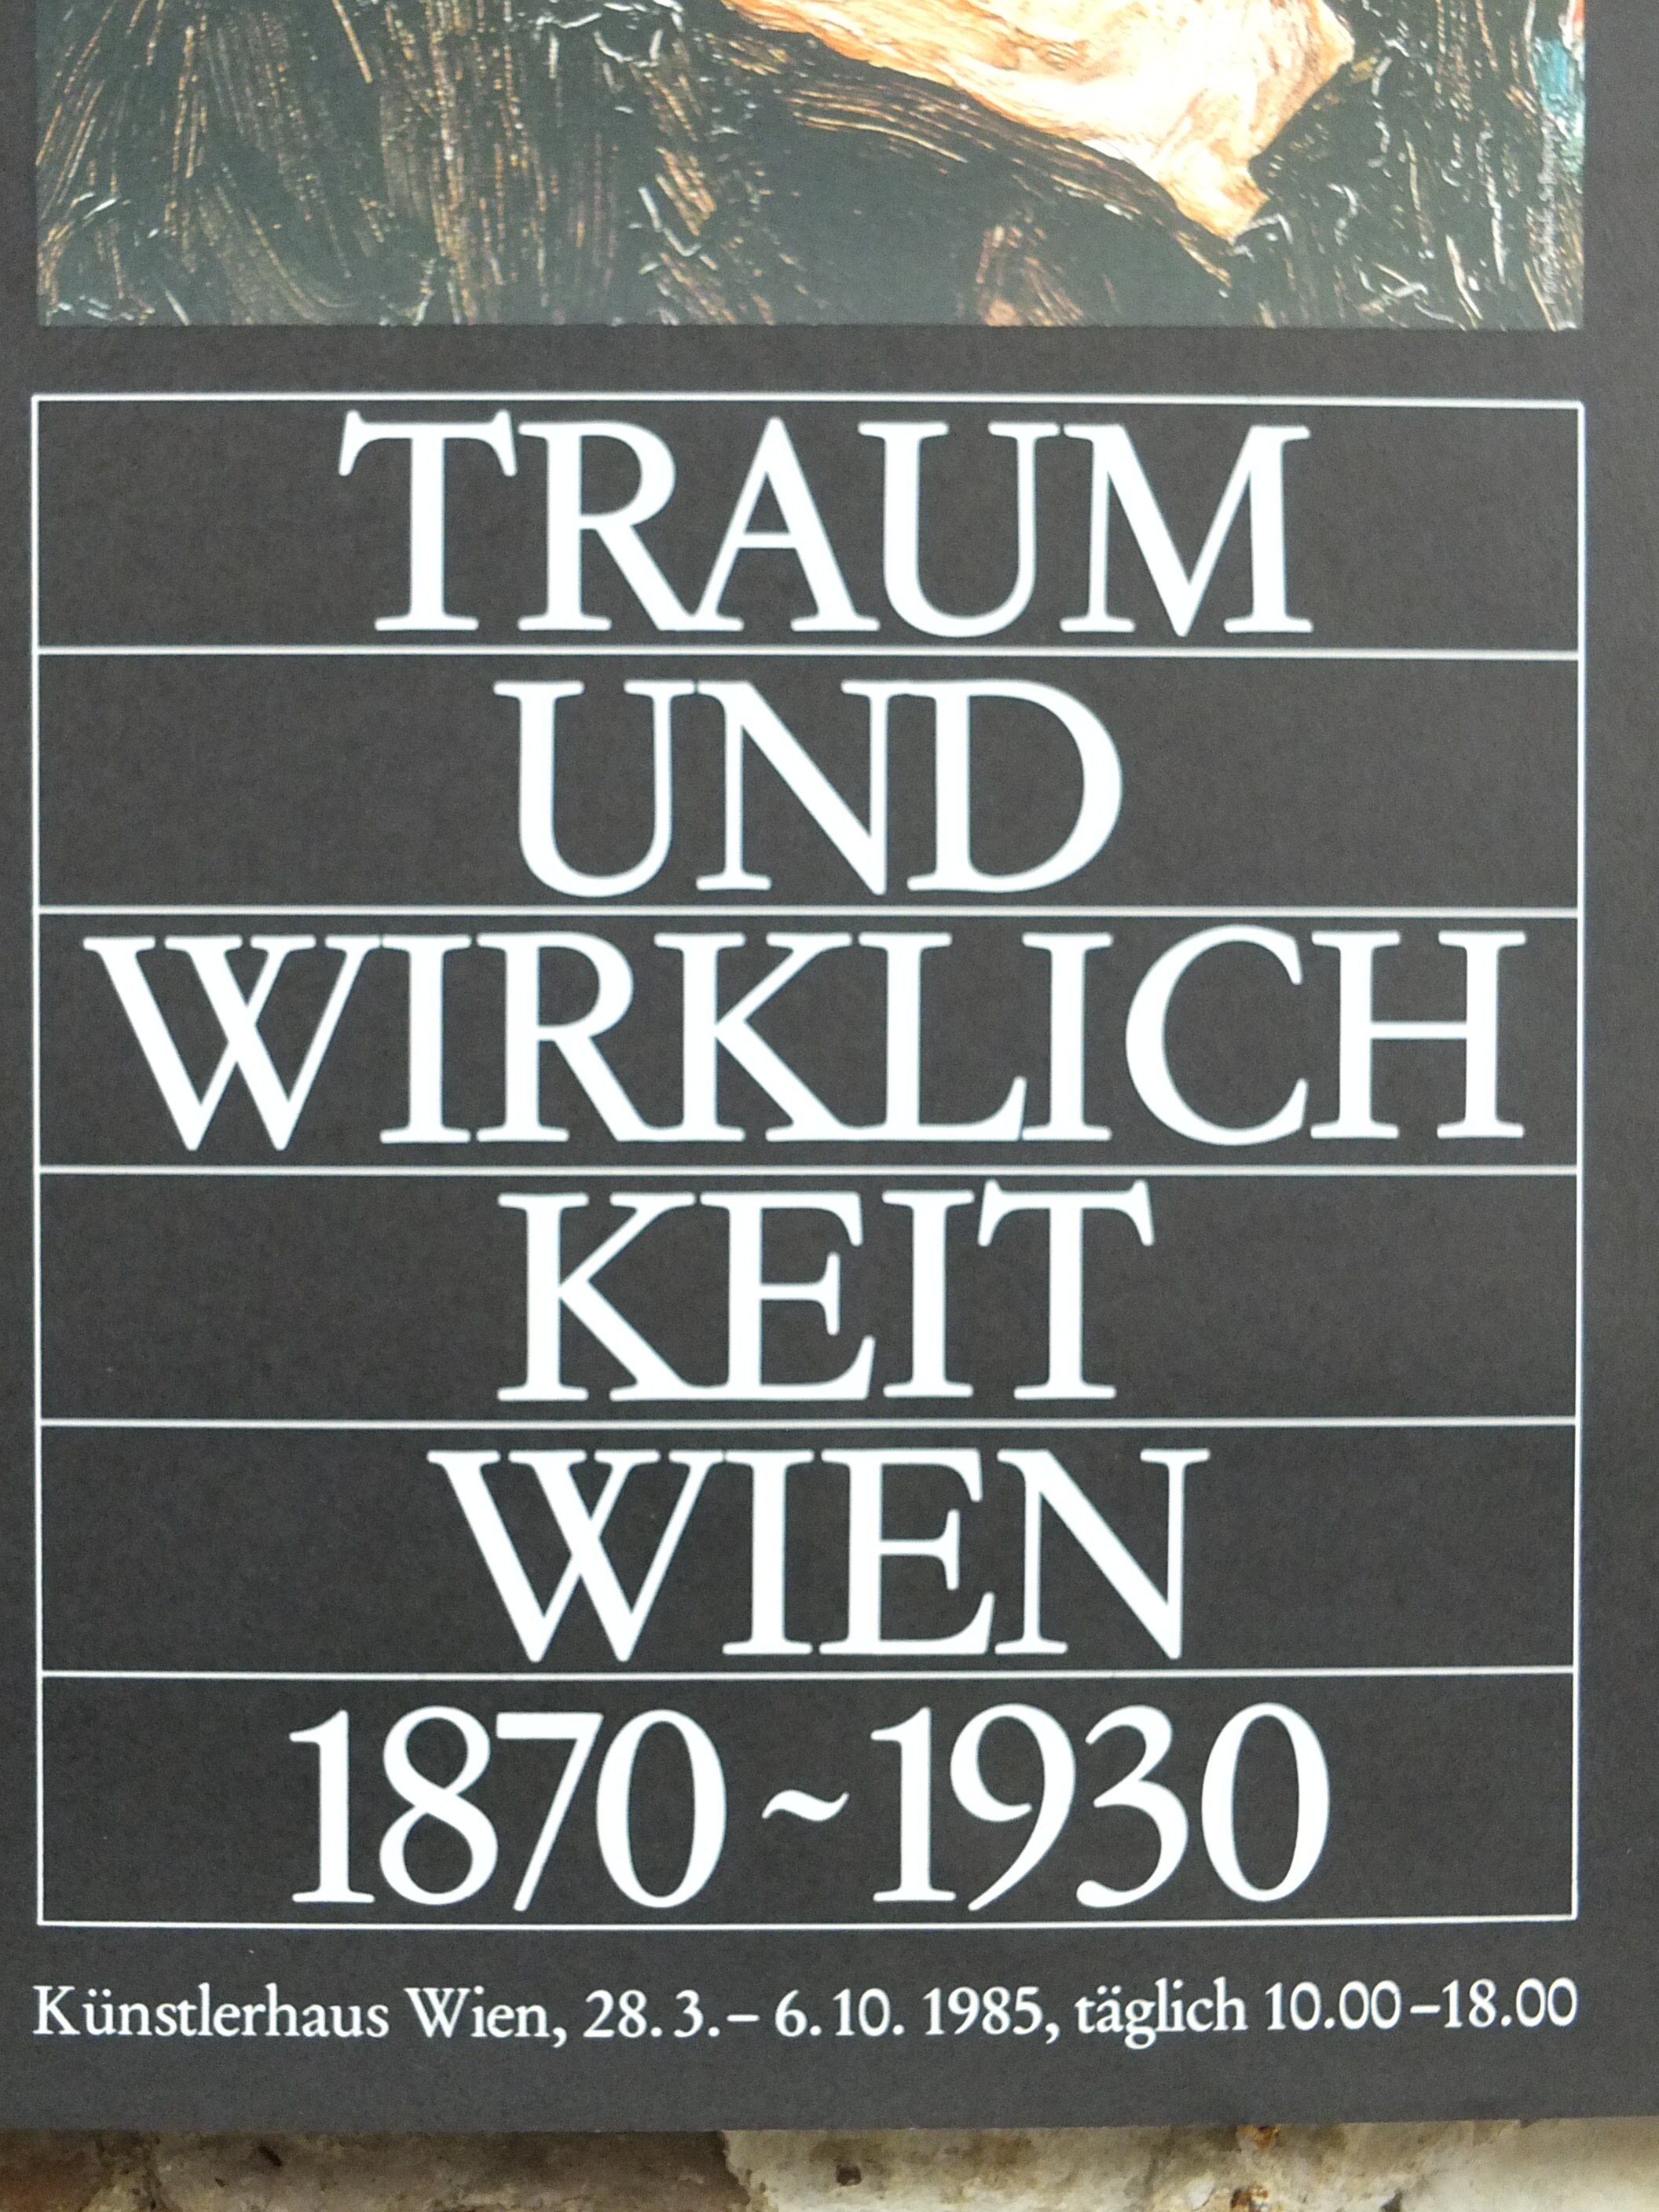 TRAUM
UND
WIRKLICH
KEIT
WIEN
1870~1930
Künstlerhaus Wien, 28.3.–6.10.1985, täglich 10.00–18.00